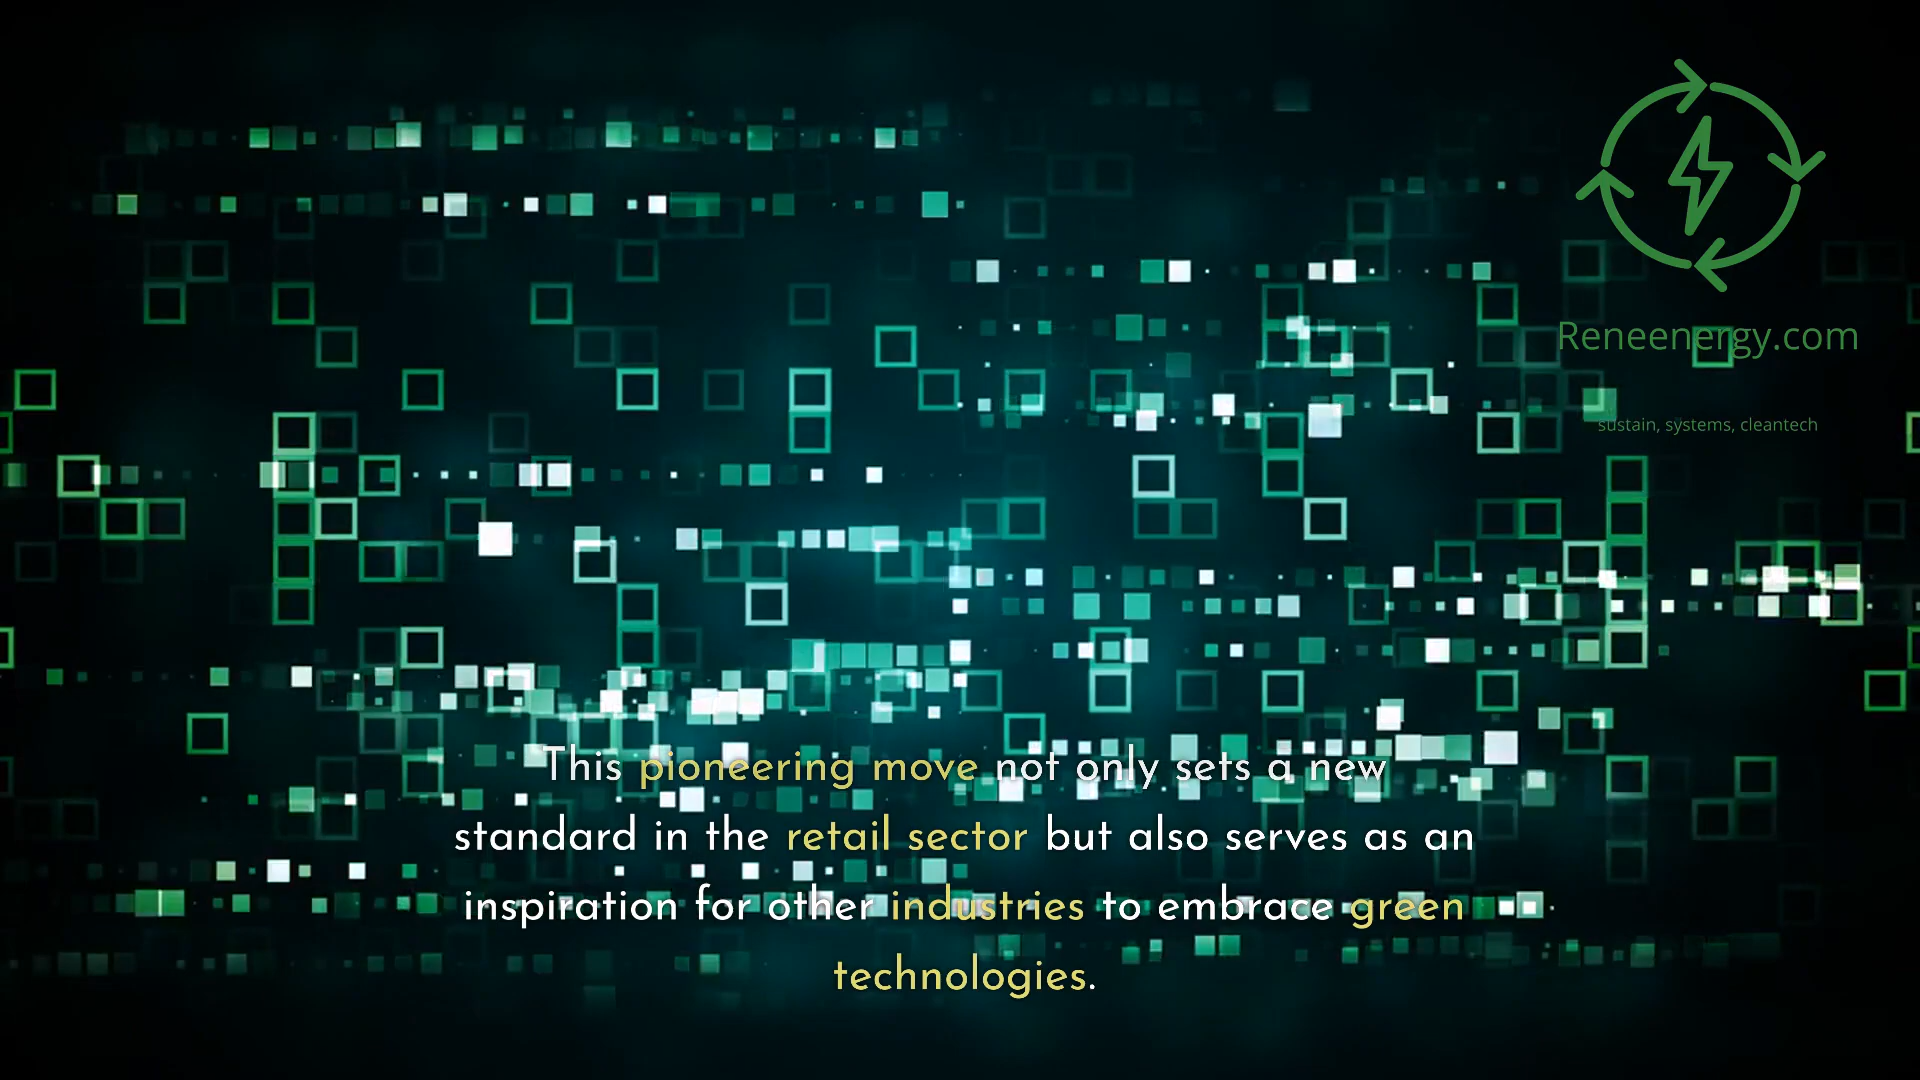 Reneenergy.com
sustain, systems, cleantech
This pioneering move not only sets a new
standard in the retail sector but also serves as an
inspiration for other industries to embrace green
technologies.